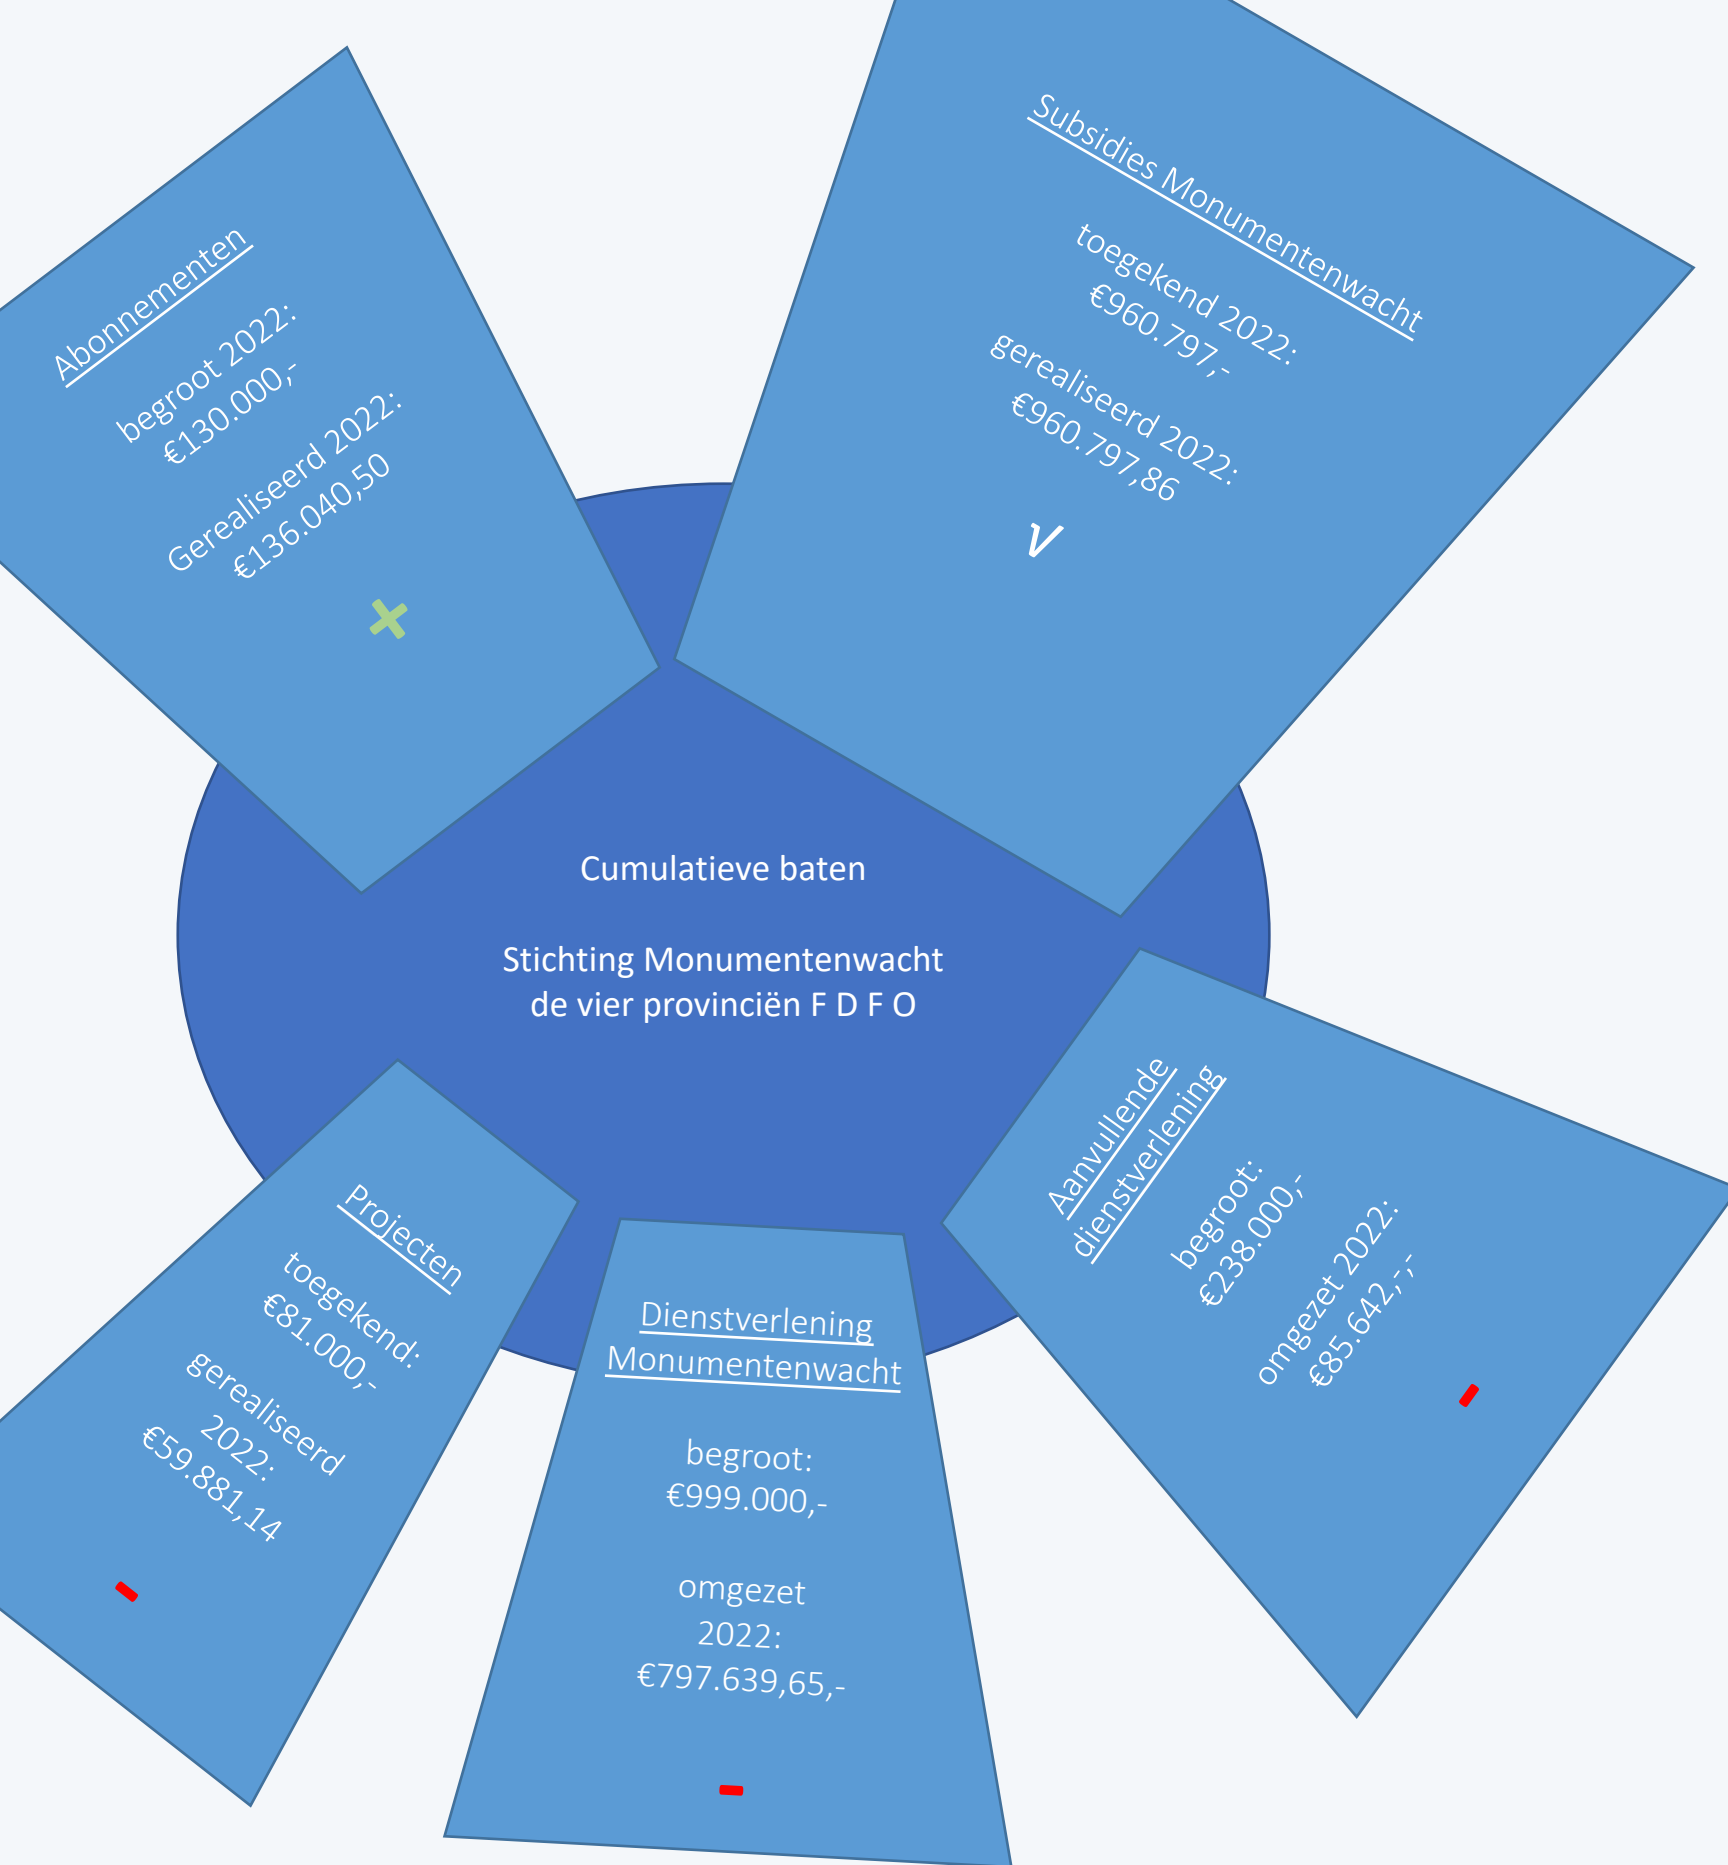 Abonnementen
begroot 2022:
€130.000,-
Gerealiseerd 2022:
€136.040,50
+
Subsidies Monumentenwacht
toegekend 2022:
€960.797,-
gerealiseerd 2022:
€960.797,86
V
Cumulatieve baten
Stichting Monumentenwacht
de vier provinciën F D F O
Aanvullende
dienstverlening
begroot:
€238.000,-
omgezet 2022:
€85.642,-,-
-
Projecten
toegekend:
€81.000,-
gerealiseerd
2022:
€59.881,14
-
Dienstverlening
Monumentenwacht
begroot:
€999.000,-
omgezet
2022:
€797.639,65,-
-